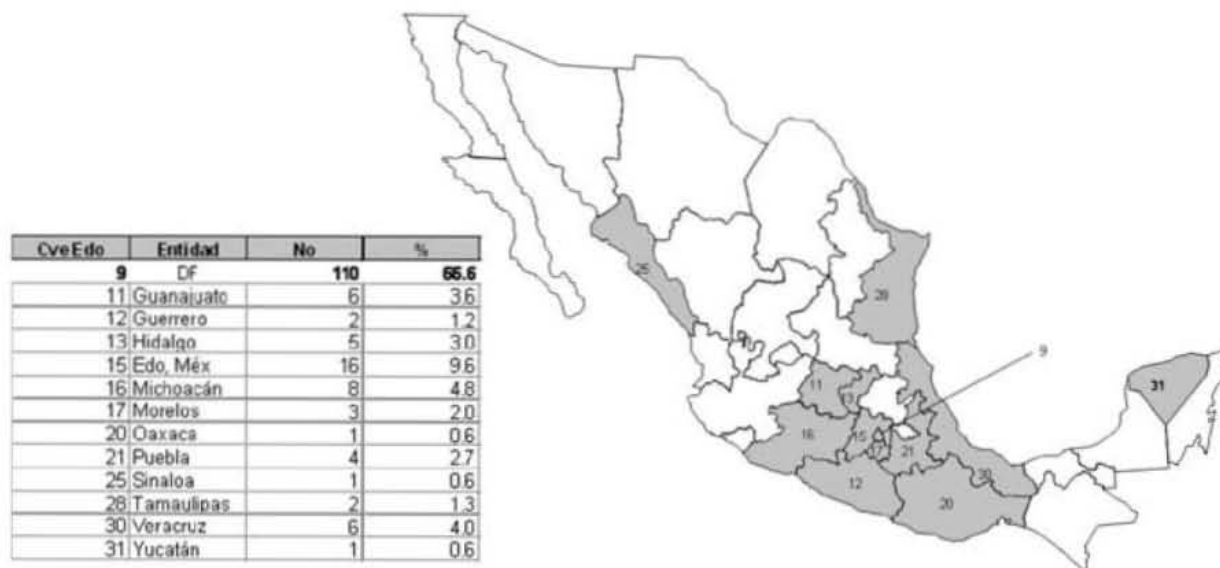 CveEdo Entidad No %
9 DF 110 66.6
11 Guanajuato 6 3.6
12 Guerrero 2 1.2
13 Hidalgo 5 3.0
15 Edo, Méx 16 9.6
16 Michoacán 8 4.8
17 Morelos 3 2.0
20 Oaxaca 1 0.6
21 Puebla 4 2.7
25 Sinaloa 1 0.6
28 Tamaulipas 2 1.3
30 Veracruz 6 4.0
31 Yucatán 1 0.6
25
28
9
31
11
13
16
15
17
21
12
20
30